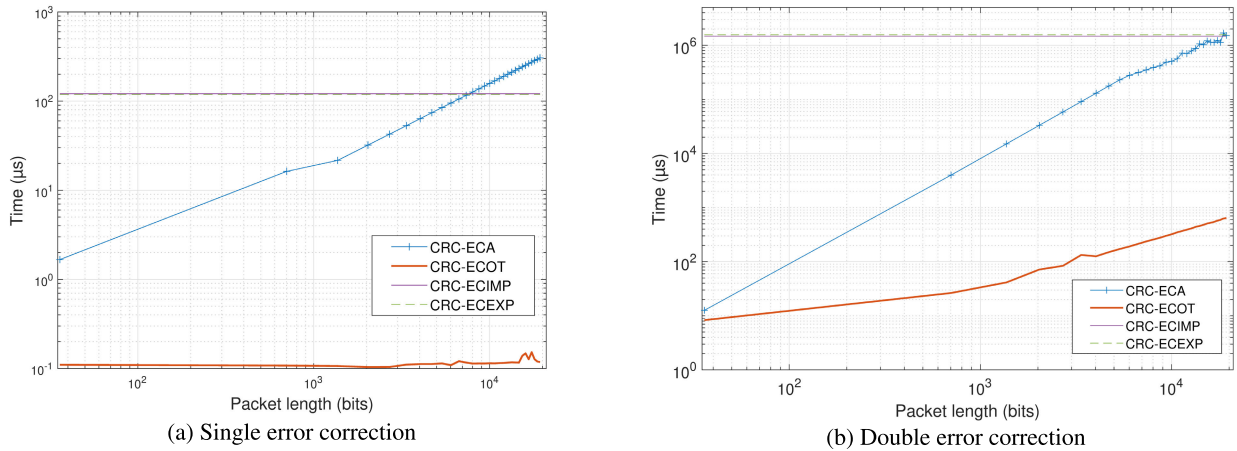 10^3
10^2
10^1
10^0
10^-1
Time (μs)
CRC-ECA
CRC-ECOT
CRC-ECIMP
CRC-ECEXP
10^2
10^3
10^4
Packet length (bits)
(a) Single error correction
10^6
10^4
10^2
10^0
Time (μs)
CRC-ECA
CRC-ECOT
CRC-ECIMP
CRC-ECEXP
10^2
10^3
10^4
Packet length (bits)
(b) Double error correction